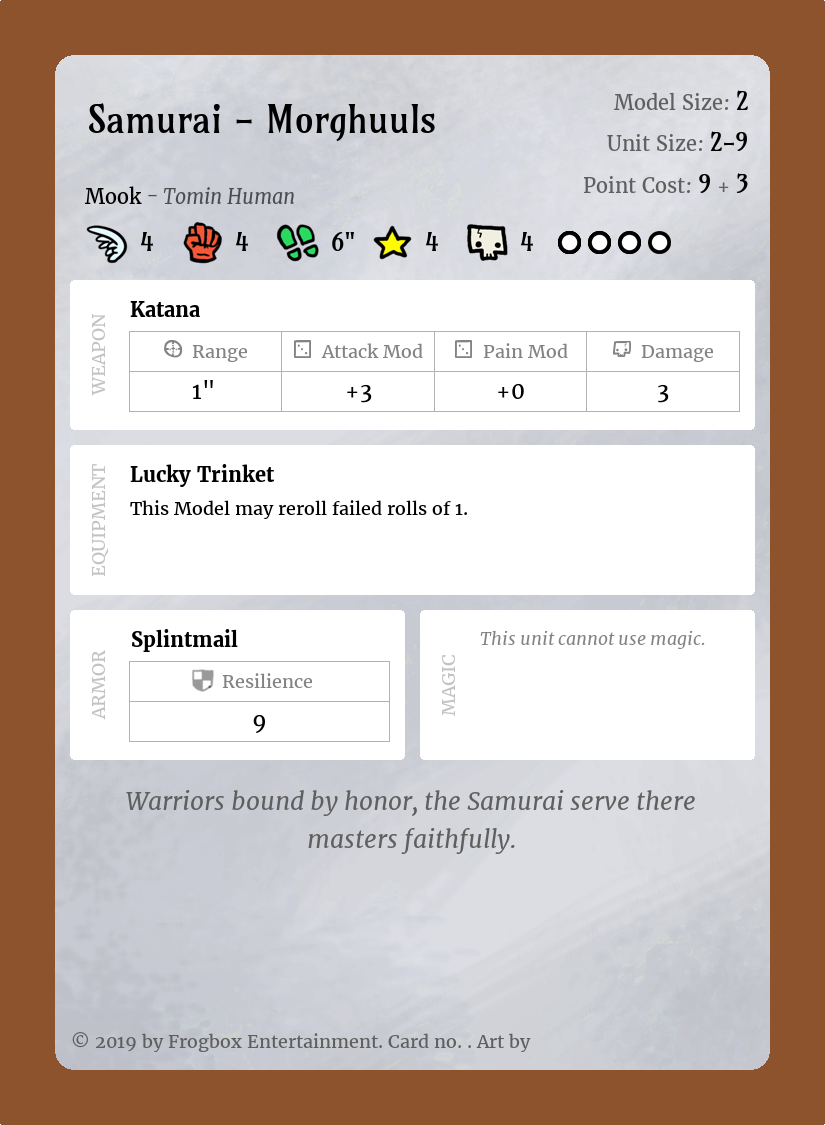 Samurai - Morghuuls
Model Size: 2
Unit Size: 2-9
Point Cost: 9 + 3
Mook - Tomin Human
4 4 6" 4 4
WEAPON
Katana
Range Attack Mod Pain Mod Damage
1" +3 +0 3
EQUIPMENT
Lucky Trinket
This Model may reroll failed rolls of 1.
ARMOR
Splintmail
Resilience
9
MAGIC
This unit cannot use magic.
Warriors bound by honor, the Samurai serve there
masters faithfully.
© 2019 by Frogbox Entertainment. Card no. . Art by